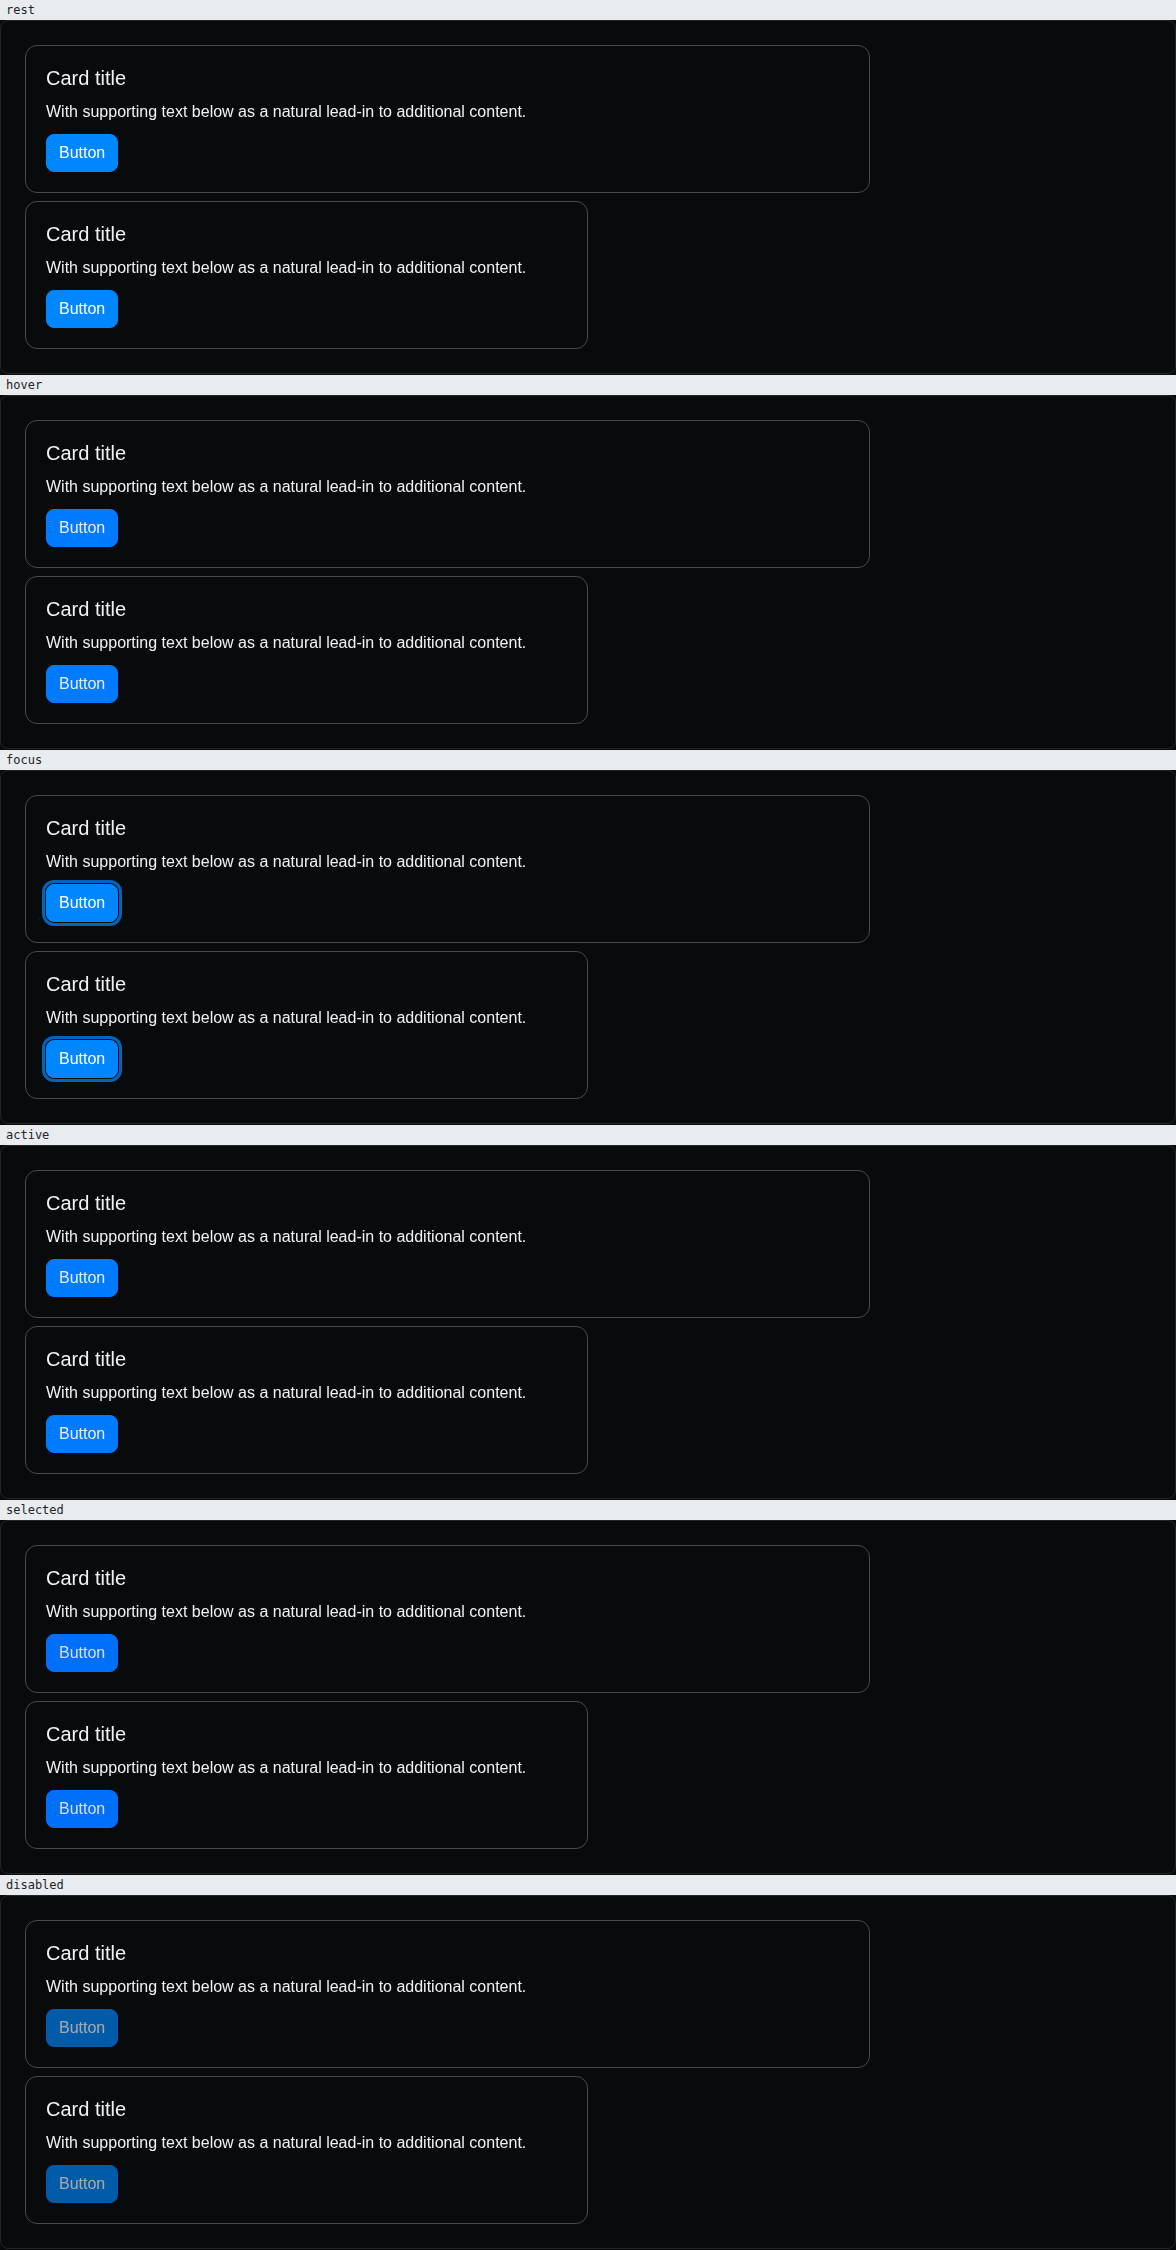 rest
Card title
With supporting text below as a natural lead-in to additional content.
Button
Card title
With supporting text below as a natural lead-in to additional content.
Button
hover
Card title
With supporting text below as a natural lead-in to additional content.
Button
Card title
With supporting text below as a natural lead-in to additional content.
Button
focus
Card title
With supporting text below as a natural lead-in to additional content.
Button
Card title
With supporting text below as a natural lead-in to additional content.
Button
active
Card title
With supporting text below as a natural lead-in to additional content.
Button
Card title
With supporting text below as a natural lead-in to additional content.
Button
selected
Card title
With supporting text below as a natural lead-in to additional content.
Button
Card title
With supporting text below as a natural lead-in to additional content.
Button
disabled
Card title
With supporting text below as a natural lead-in to additional content.
Button
Card title
With supporting text below as a natural lead-in to additional content.
Button